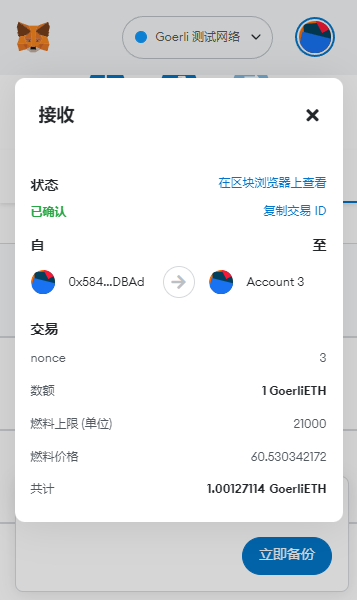 Goerli 测试网络
接收
状态
在区块浏览器上查看
已确认
复制交易 ID
自
至
0x584...DBAd
Account 3
交易
nonce
3
数额
1 GoerliETH
燃料上限 (单位)
21000
燃料价格
60.530342172
共计
1.00127114 GoerliETH
立即备份